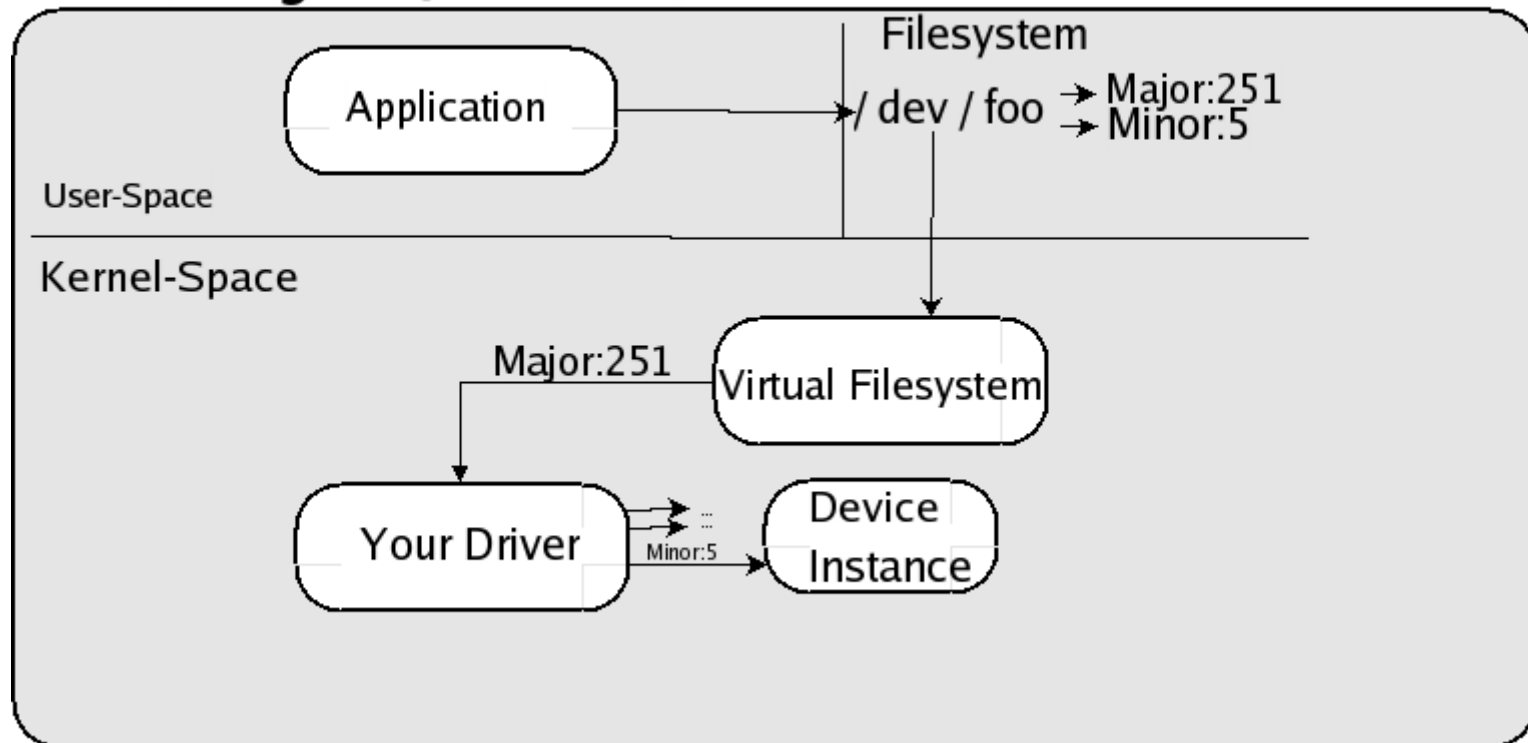 Filesystem
Application
/ dev / foo
Major:251
Minor:5
User-Space
Kernel-Space
Major:251
Virtual Filesystem
Your Driver
...
...
Minor:5
Device
Instance